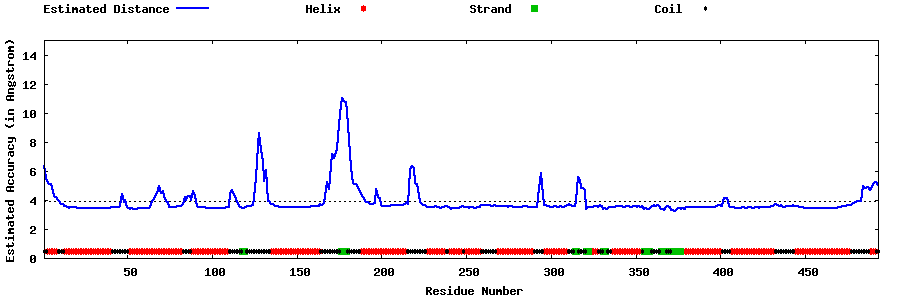 Estimated Distance Helix Strand Coil
Estimated Accuracy (in Angstrom)
14
12
10
8
6
4
2
0
50 100 150 200 250 300 350 400 450
Residue Number